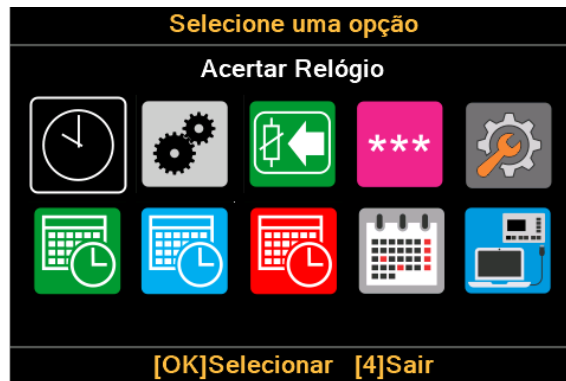 Selecione uma opção
Acertar Relógio
***
[OK]Selecionar [4]Sair